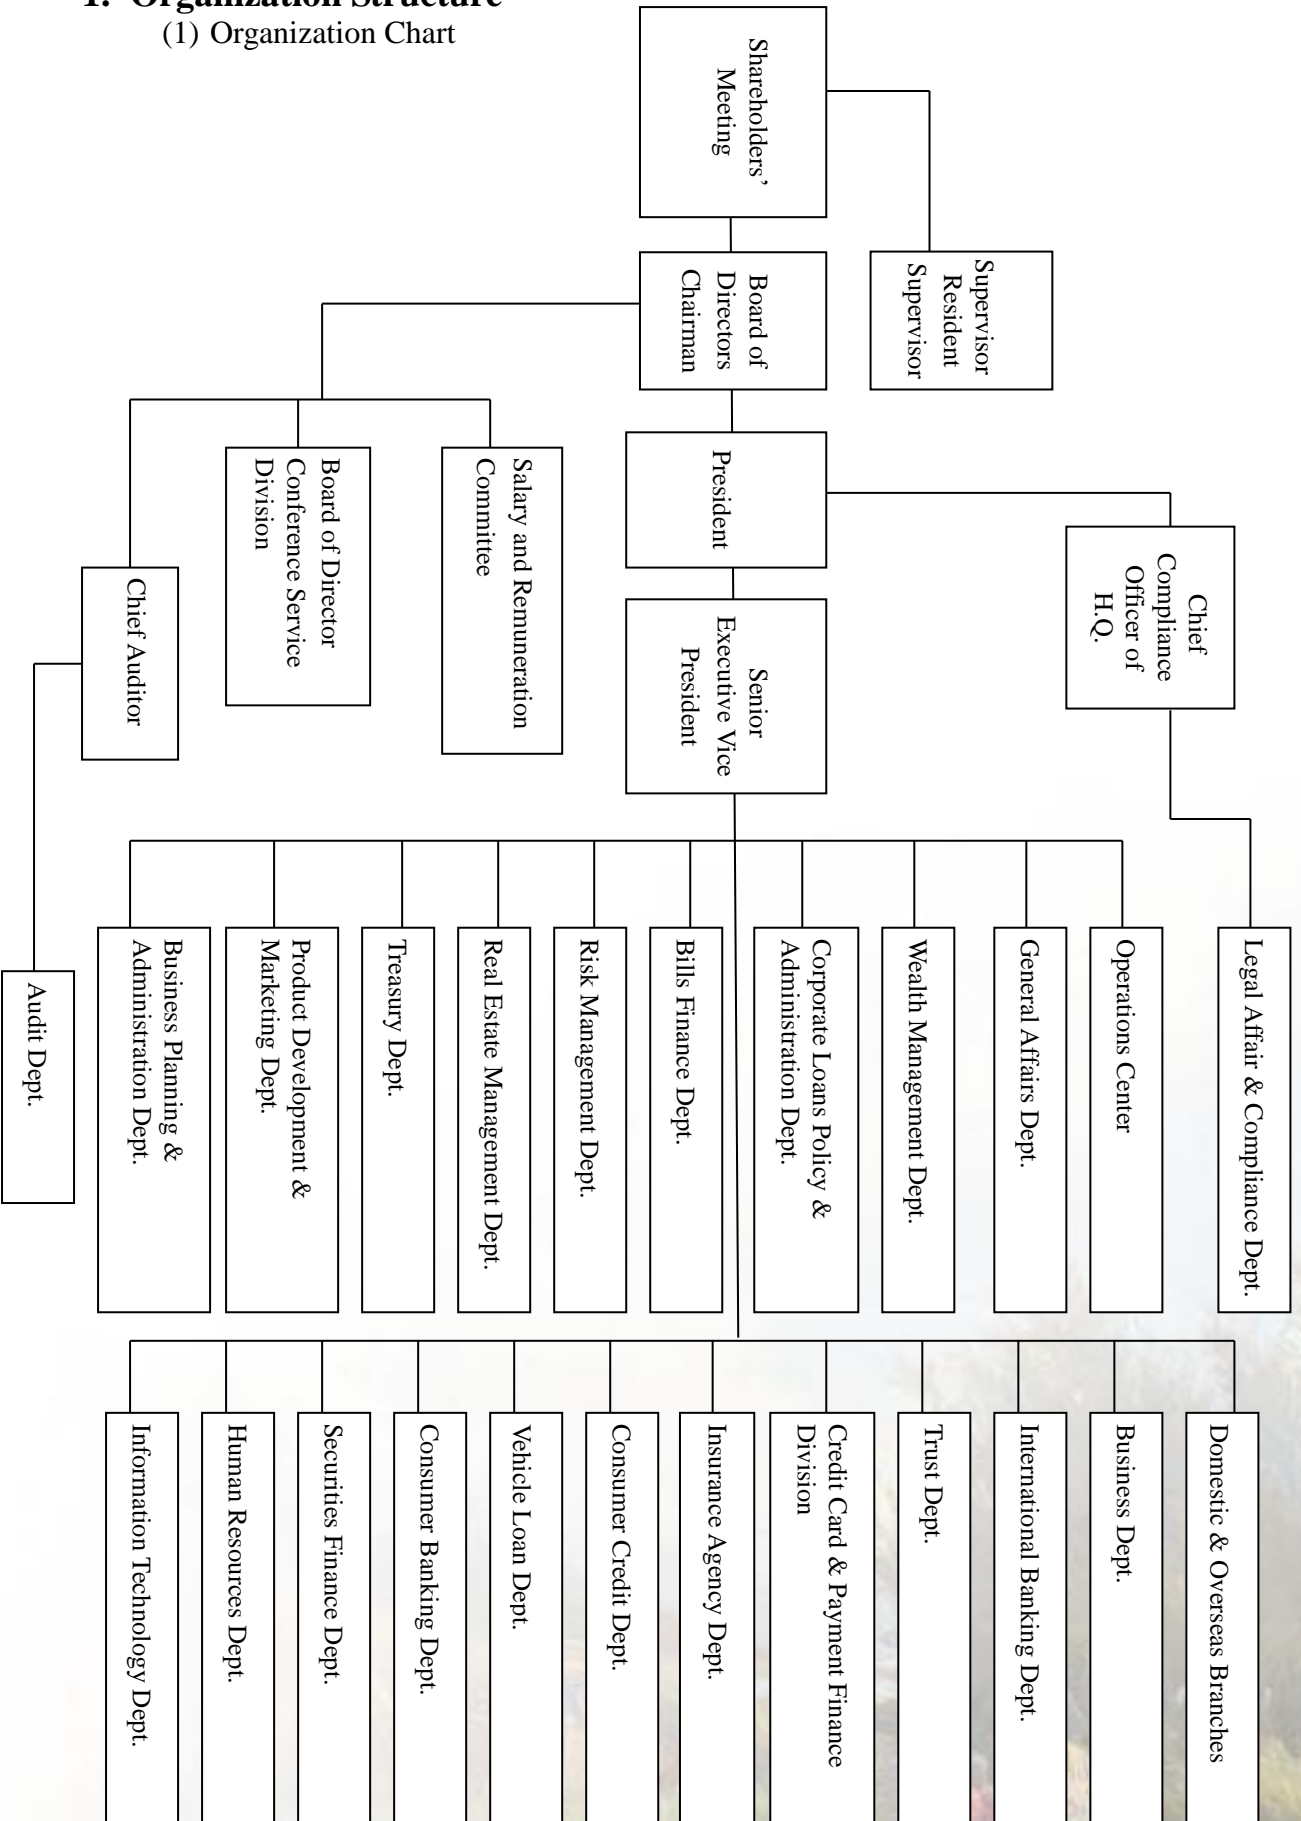 1. Organization Structure
(1) Organization Chart
Shareholders’
Meeting
Supervisor
Resident
Supervisor
Board of
Directors
Chairman
President
Chief
Compliance
Officer of
H.Q.
Senior
Executive Vice
President
Salary and Remuneration
Committee
Board of Director
Conference Service
Division
Chief Auditor
Legal Affair & Compliance Dept.
Operations Center
General Affairs Dept.
Wealth Management Dept.
Corporate Loans Policy &
Administration Dept.
Bills Finance Dept.
Risk Management Dept.
Real Estate Management Dept.
Treasury Dept.
Product Development &
Marketing Dept.
Business Planning &
Administration Dept.
Audit Dept.
Domestic & Overseas Branches
Business Dept.
International Banking Dept.
Trust Dept.
Credit Card & Payment Finance
Division
Insurance Agency Dept.
Consumer Credit Dept.
Vehicle Loan Dept.
Consumer Banking Dept.
Securities Finance Dept.
Human Resources Dept.
Information Technology Dept.